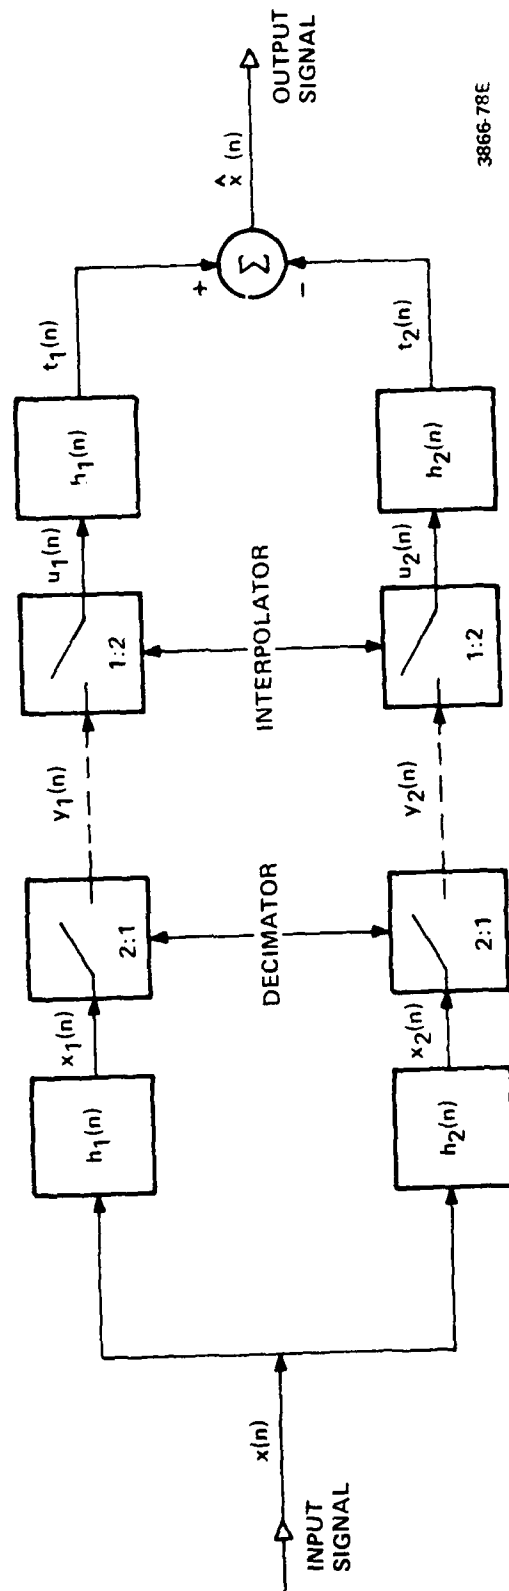 INPUT
SIGNAL
x(n)
h₁(n)
x₁(n)
2:1
y₁(n)
1:2
u₁(n)
h₁(n)
t₁(n)
+
Σ
−
x̂ (n)
OUTPUT
SIGNAL
DECIMATOR
INTERPOLATOR
h₂(n)
x₂(n)
2:1
y₂(n)
1:2
u₂(n)
h₂(n)
t₂(n)
3866-78E